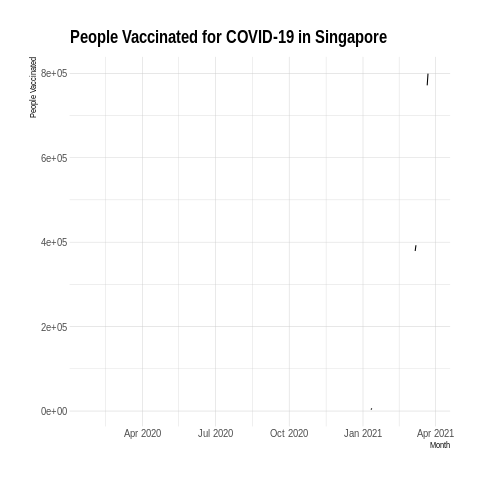 People Vaccinated for COVID-19 in Singapore
People Vaccinated
8e+05
6e+05
4e+05
2e+05
0e+00
Apr 2020
Jul 2020
Oct 2020
Jan 2021
Apr 2021
Month